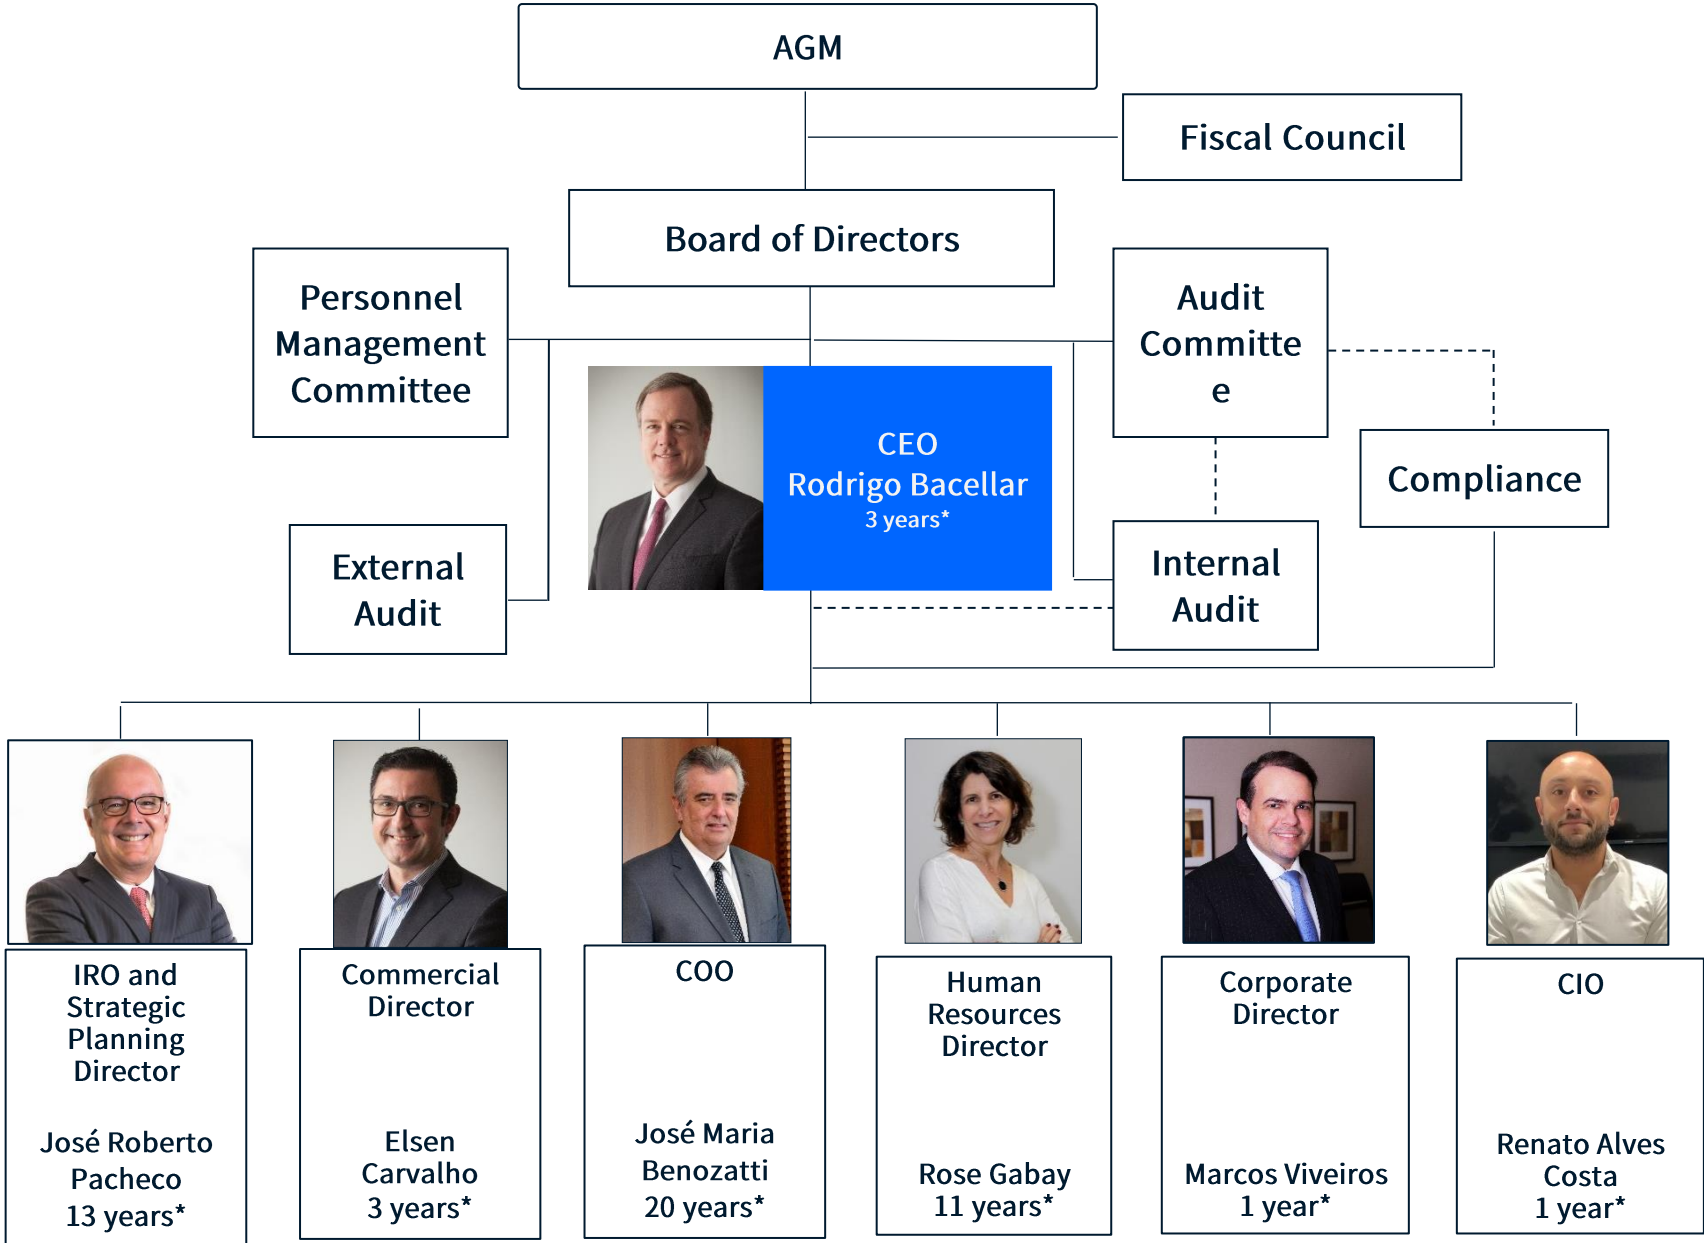 AGM
Fiscal Council
Board of Directors
Personnel
Management
Committee
Audit
Committe
e
CEO
Rodrigo Bacellar
3 years*
Compliance
External
Audit
Internal
Audit
IRO and
Strategic
Planning
Director
José Roberto
Pacheco
13 years*
Commercial
Director
Elsen
Carvalho
3 years*
COO
José Maria
Benozatti
20 years*
Human
Resources
Director
Rose Gabay
11 years*
Corporate
Director
Marcos Viveiros
1 year*
CIO
Renato Alves
Costa
1 year*